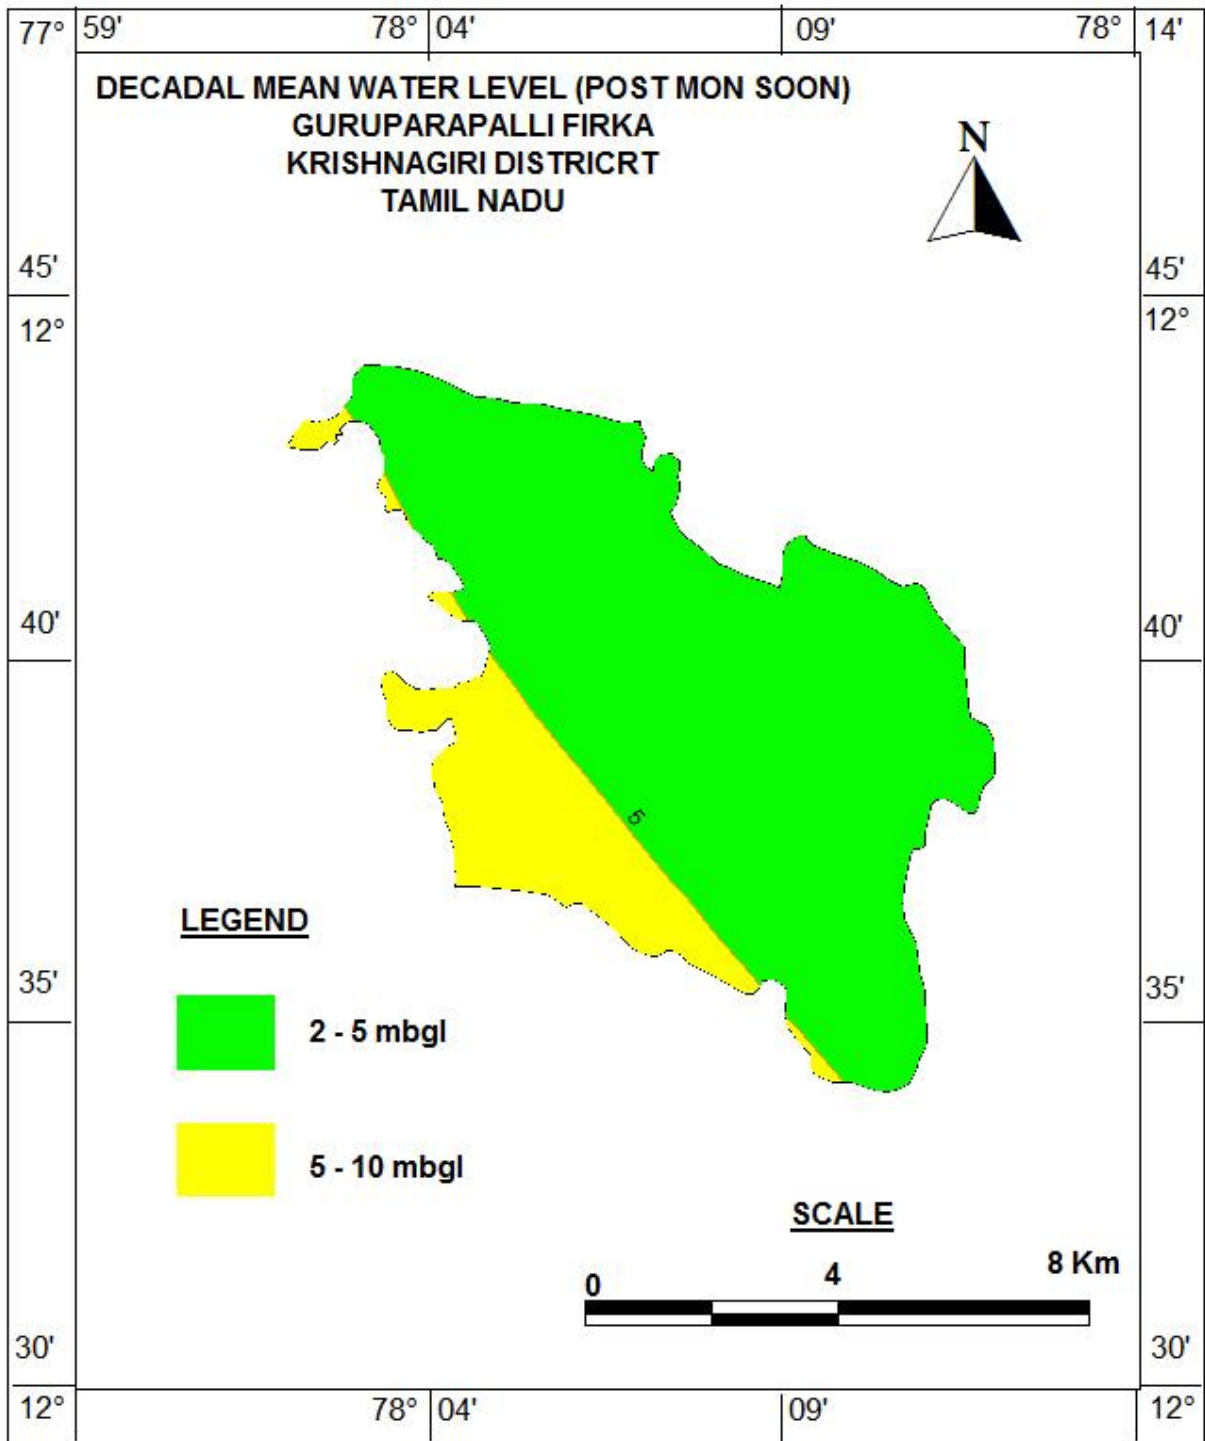 77° 59' 78° 04' 09' 78° 14'
DECADAL MEAN WATER LEVEL (POST MON SOON)
GURUPARAPALLI FIRKA
KRISHNAGIRI DISTRICRT
TAMIL NADU
N
45' 45'
12° 12°
40' 40'
5
LEGEND
35' 35'
2 - 5 mbgl
5 - 10 mbgl
SCALE
0 4 8 Km
30' 30'
12° 78° 04' 09' 12°